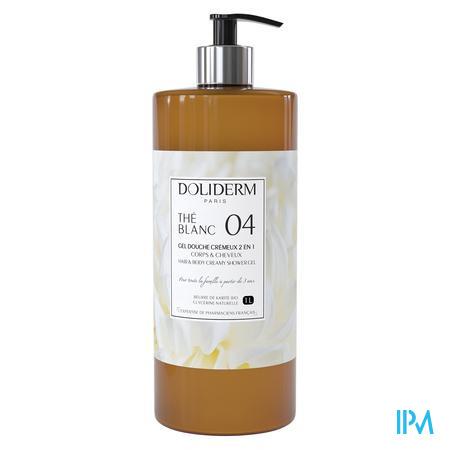 DOLIDERM
PARIS
THÉ
BLANC 04
GEL DOUCHE CRÉMEUX 2 EN 1
CORPS & CHEVEUX
HAIR & BODY CREAMY SHOWER GEL
Pour toute la famille à partir de 3 ans
BEURRE DE KARITÉ BIO
GLYCÉRINE NATURELLE
1L
EXPERTISE DE PHARMACIENS FRANÇAIS
IPM